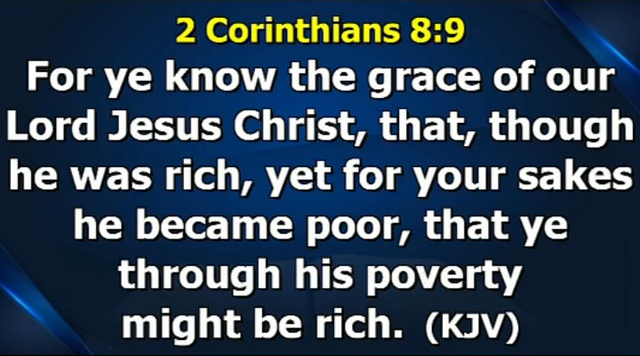 2 Corinthians 8:9
For ye know the grace of our
Lord Jesus Christ, that, though
he was rich, yet for your sakes
he became poor, that ye
through his poverty
might be rich. (KJV)